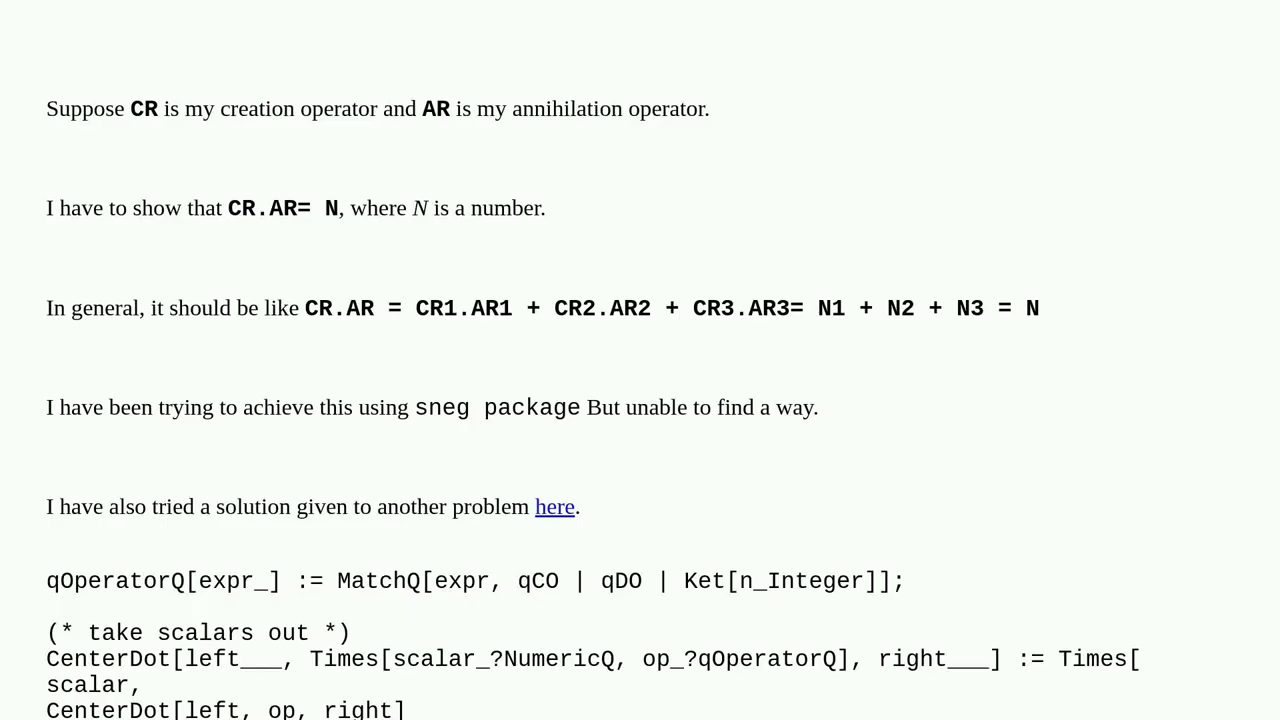 Suppose CR is my creation operator and AR is my annihilation operator.
I have to show that CR.AR= N, where N is a number.
In general, it should be like CR.AR = CR1.AR1 + CR2.AR2 + CR3.AR3= N1 + N2 + N3 = N
I have been trying to achieve this using sneg package But unable to find a way.
I have also tried a solution given to another problem here.
qOperatorQ[expr_] := MatchQ[expr, qCO | qDO | Ket[n_Integer]];
(* take scalars out *)
CenterDot[left___, Times[scalar_?NumericQ, op_?qOperatorQ], right___] := Times[
scalar,
CenterDot[left, op, right]